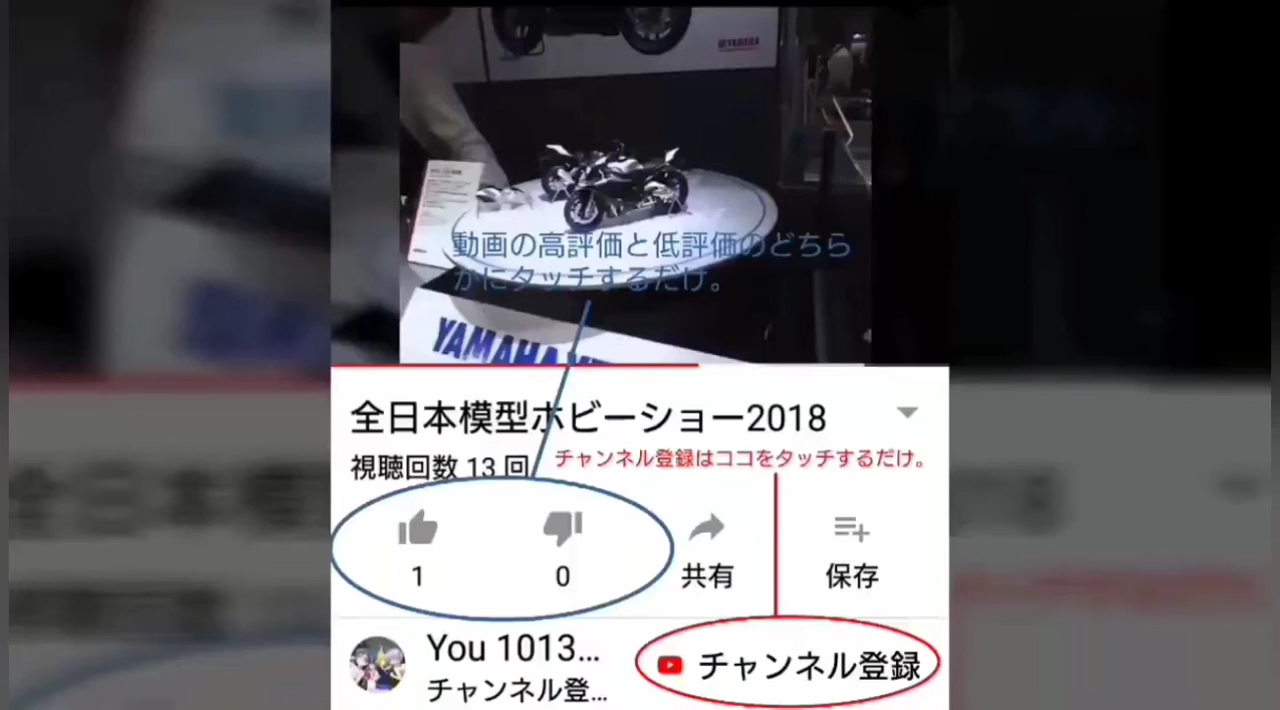 YAMAHA
動画の高評価と低評価のどちら
かにタッチするだけ。
YAMAHA
全日本模型ホビーショー2018
視聴回数 13 回
チャンネル登録はココをタッチするだけ。
1
0
共有
保存
You 1013...
チャンネル登録
チャンネル登...